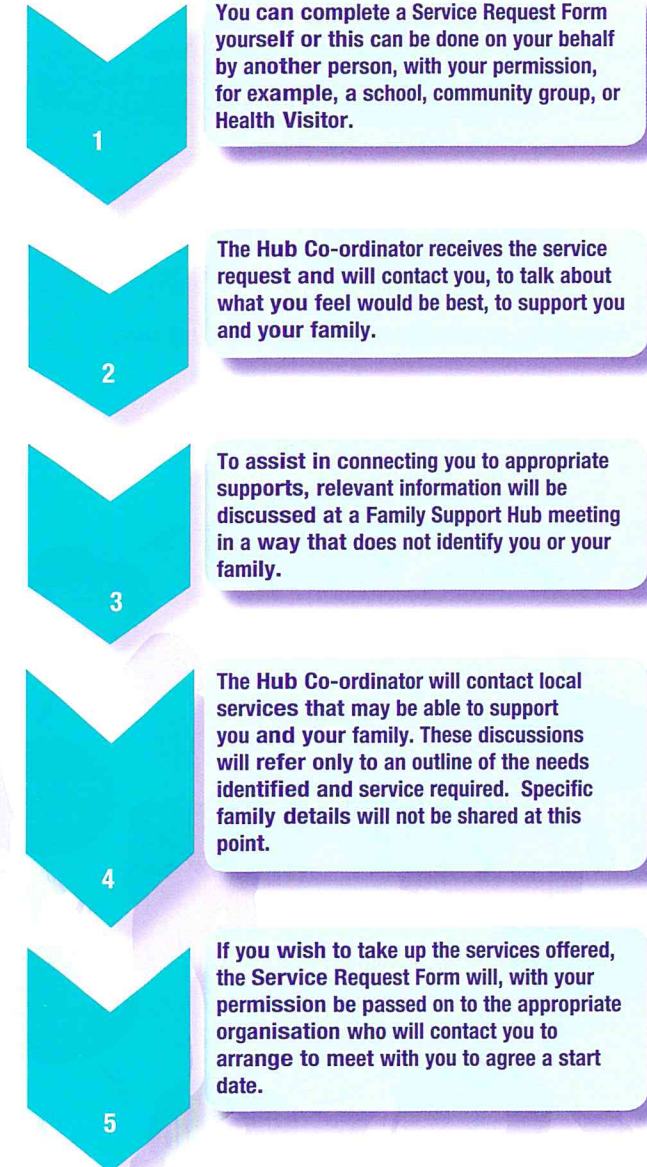 You can complete a Service Request Form
yourself or this can be done on your behalf
by another person, with your permission,
for example, a school, community group, or
Health Visitor.
1
The Hub Co-ordinator receives the service
request and will contact you, to talk about
what you feel would be best, to support you
and your family.
2
To assist in connecting you to appropriate
supports, relevant information will be
discussed at a Family Support Hub meeting
in a way that does not identify you or your
family.
3
The Hub Co-ordinator will contact local
services that may be able to support
you and your family. These discussions
will refer only to an outline of the needs
identified and service required.  Specific
family details will not be shared at this
point.
4
If you wish to take up the services offered,
the Service Request Form will, with your
permission be passed on to the appropriate
organisation who will contact you to
arrange to meet with you to agree a start
date.
5